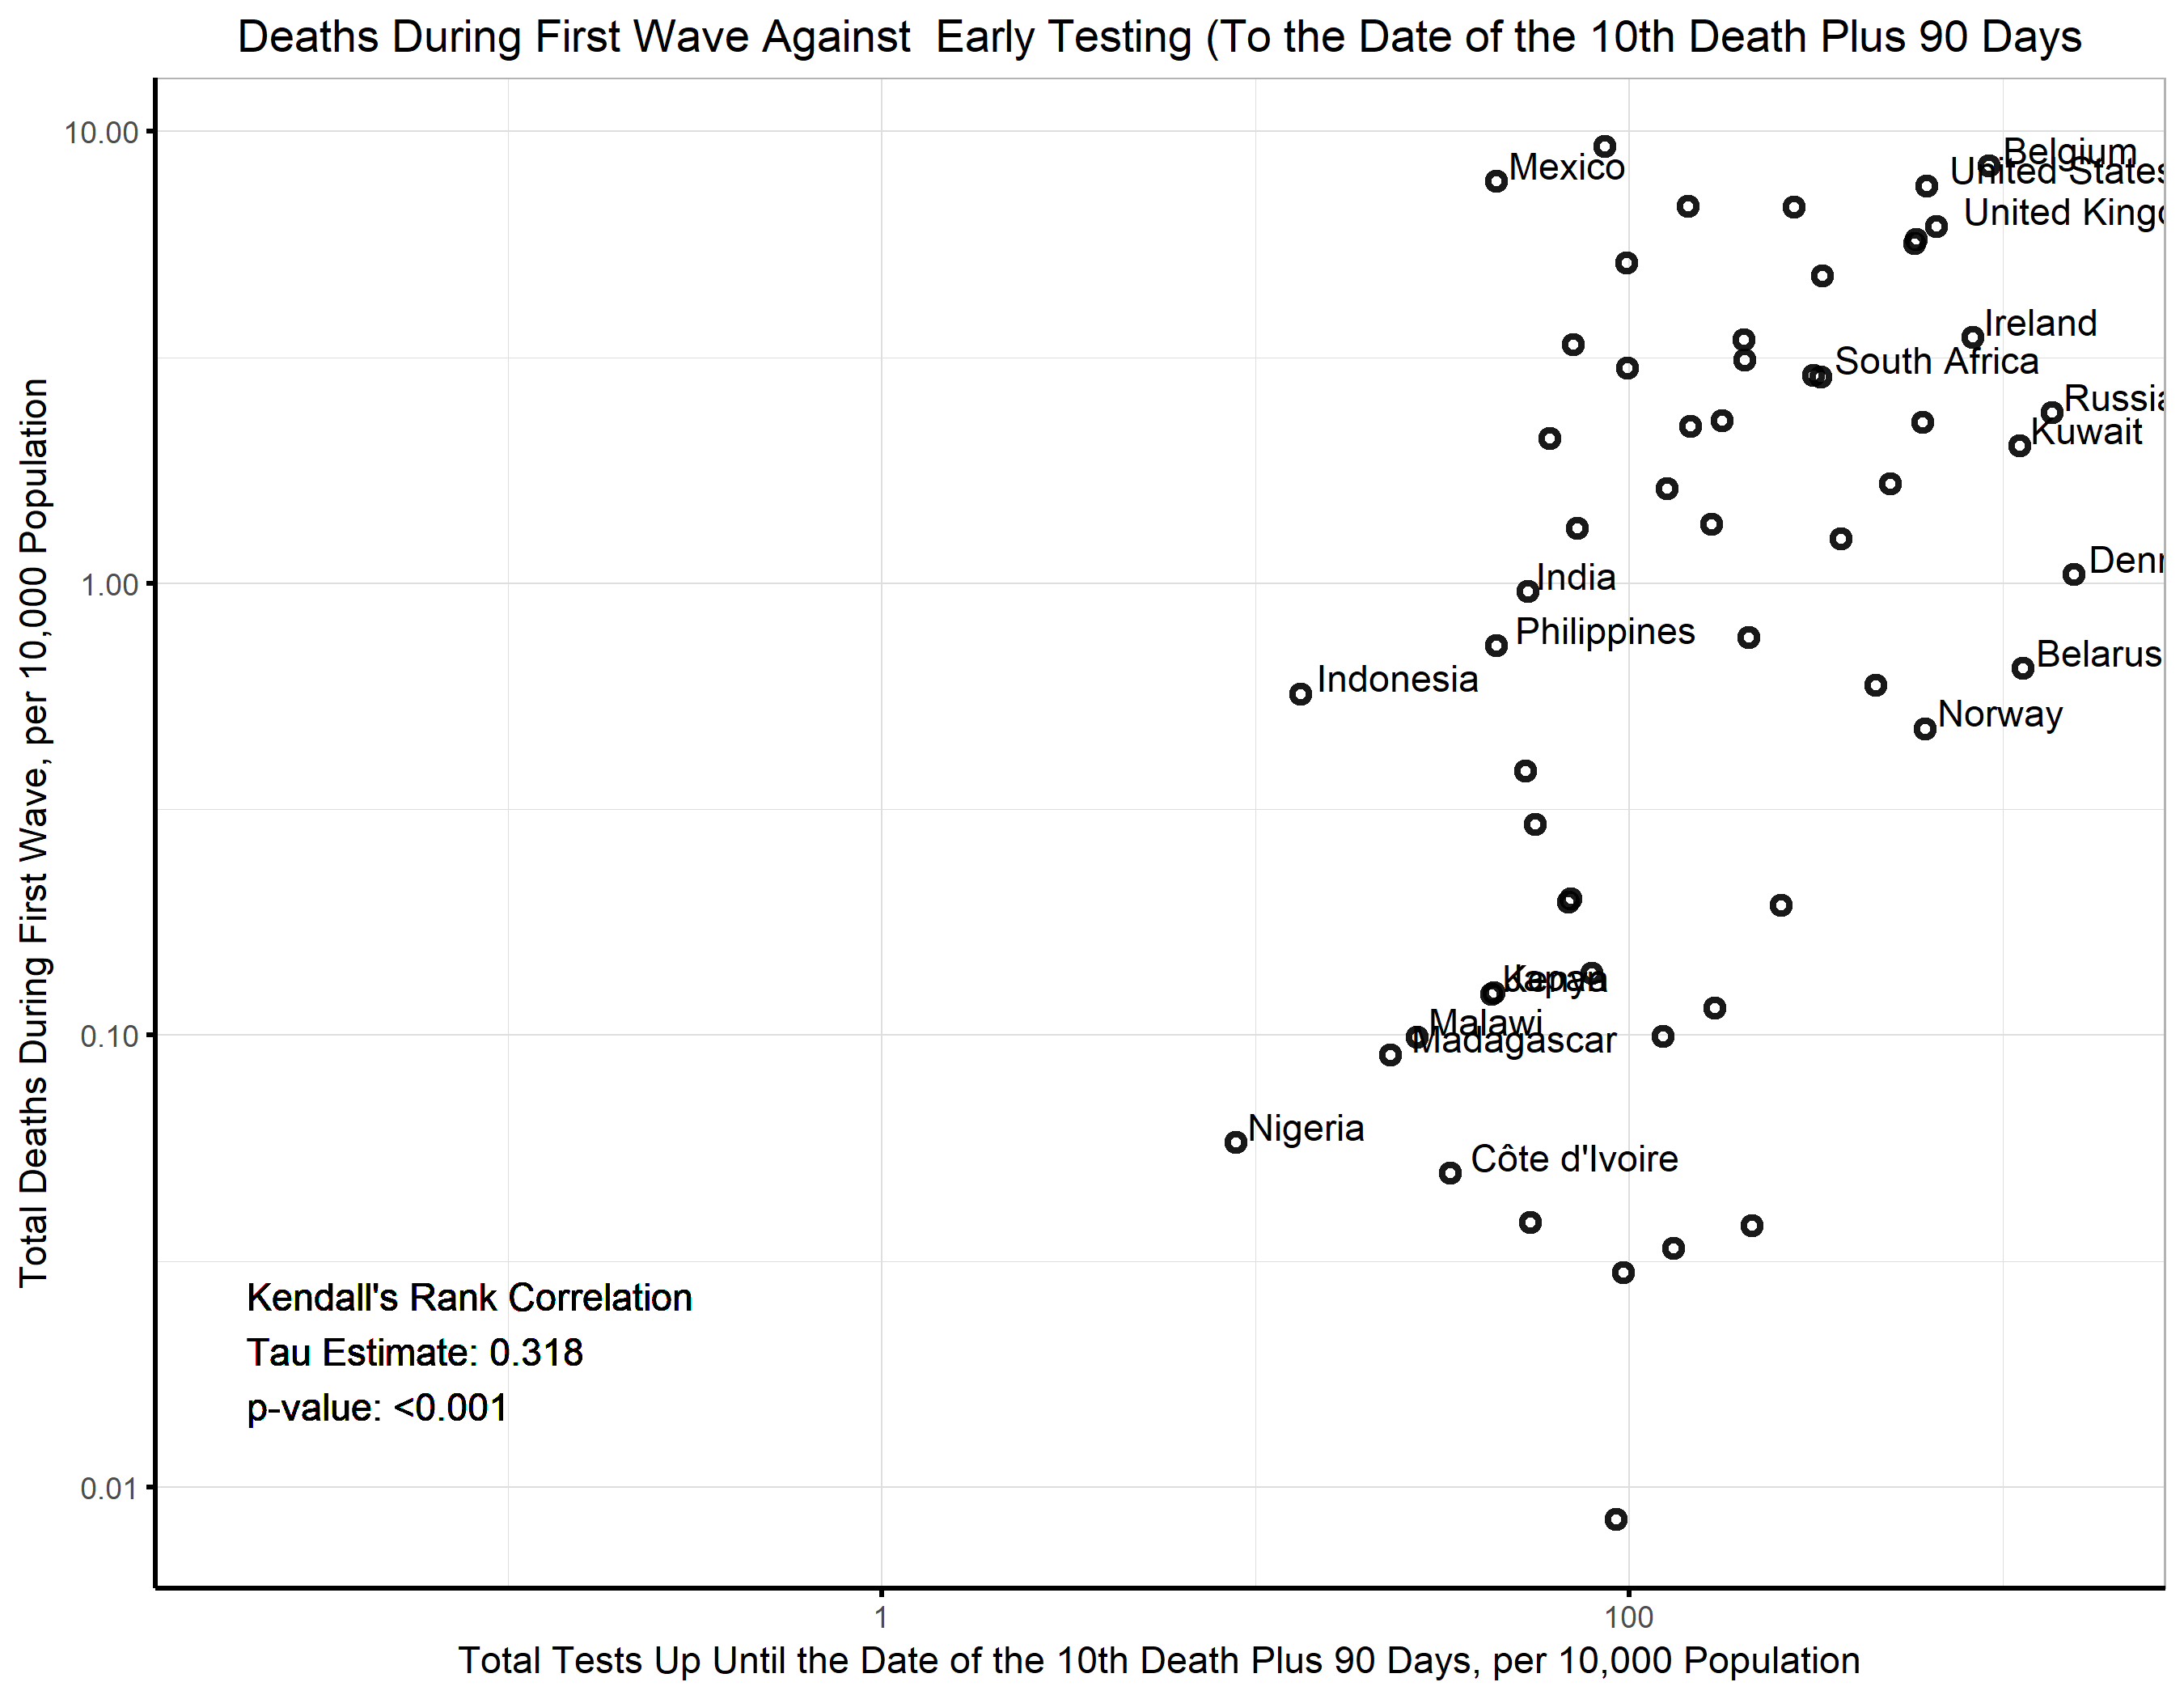 Deaths During First Wave Against  Early Testing (To the Date of the 10th Death Plus 90 Days
Total Deaths During First Wave, per 10,000 Population
10.00
1.00
0.10
0.01
Belgium
Mexico
United States
United Kingd
Ireland
South Africa
Russia
Kuwait
Denn
India
Philippines
Belarus
Indonesia
Norway
Japan
Kenya
Malawi
Madagascar
Nigeria
Côte d'Ivoire
Kendall's Rank Correlation
Tau Estimate: 0.318
p-value: <0.001
1
100
Total Tests Up Until the Date of the 10th Death Plus 90 Days, per 10,000 Population